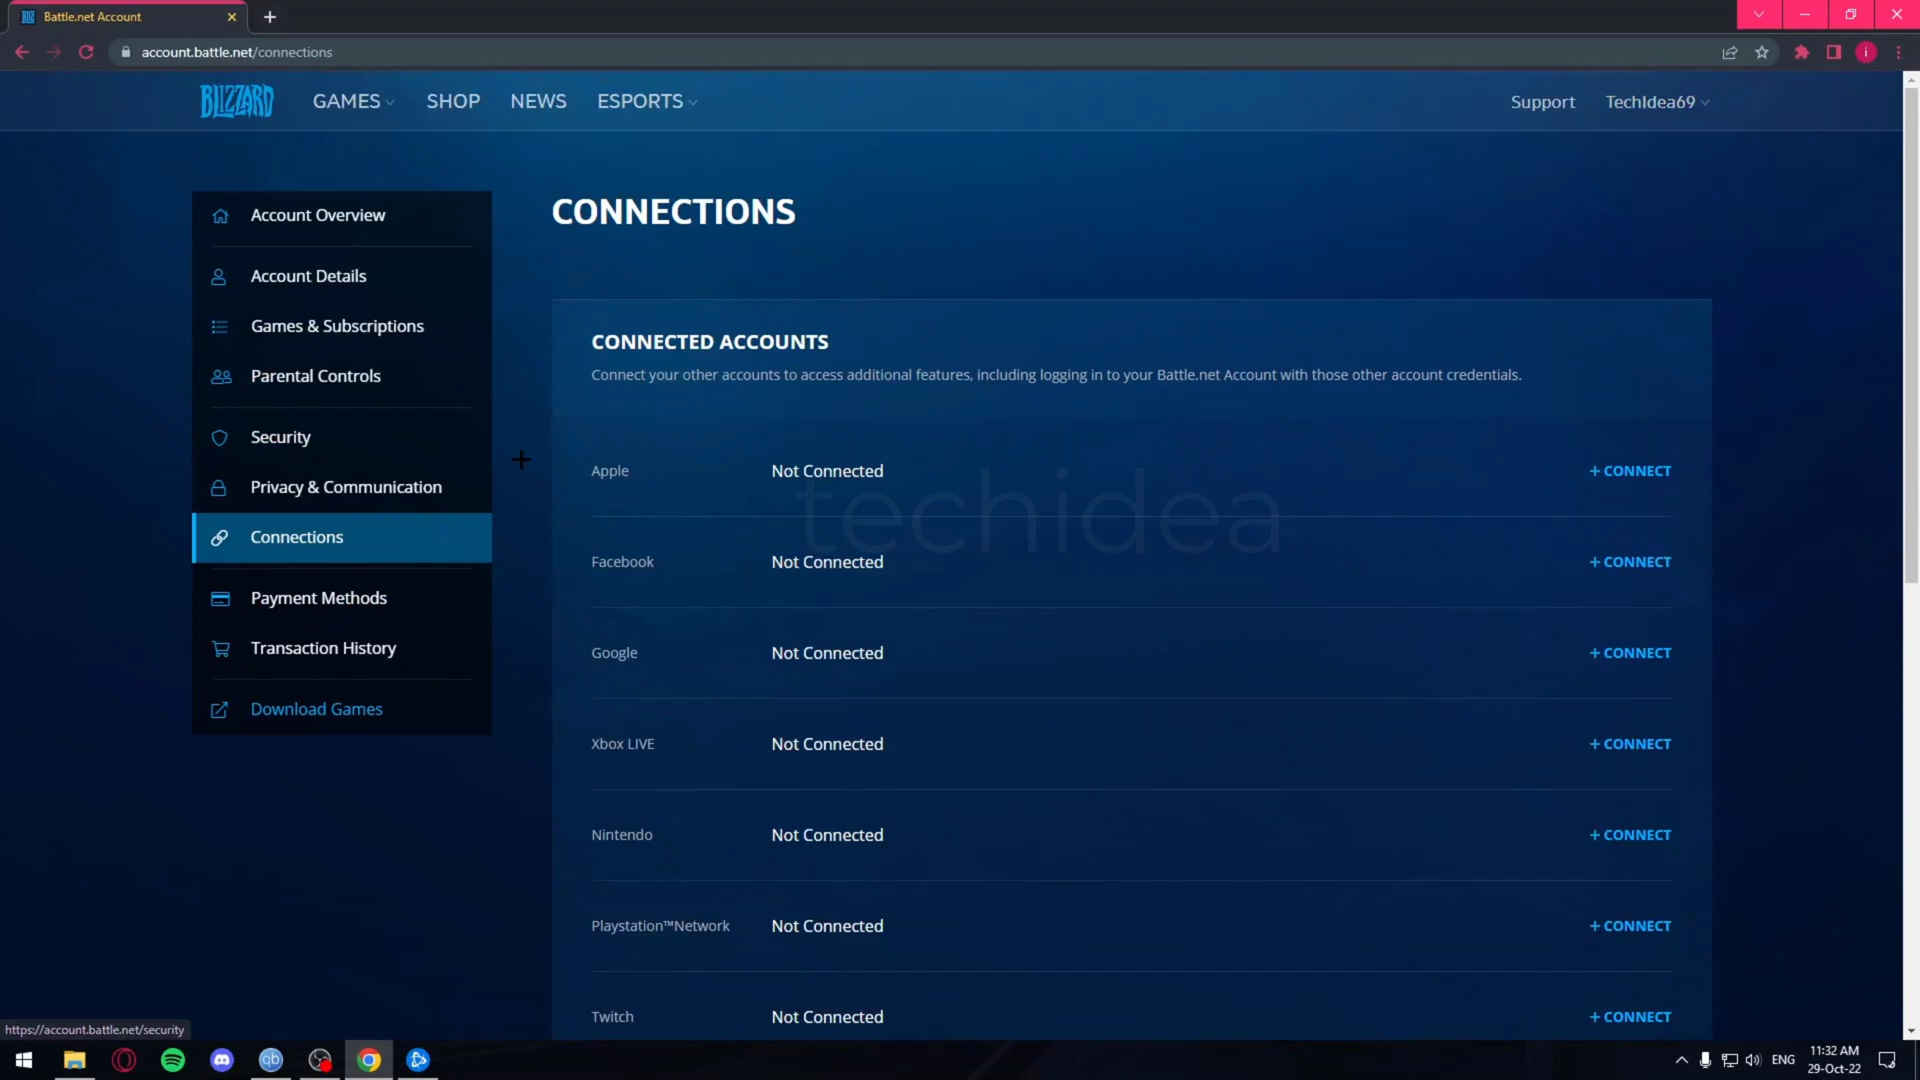 Battle.net Account
account.battle.net/connections
BLIZZARD
GAMES
SHOP
NEWS
ESPORTS
Support
TechIdea69
Account Overview
Account Details
Games & Subscriptions
Parental Controls
Security
Privacy & Communication
Connections
Payment Methods
Transaction History
Download Games
CONNECTIONS
CONNECTED ACCOUNTS
Connect your other accounts to access additional features, including logging in to your Battle.net Account with those other account credentials.
Apple Not Connected + CONNECT
techidea
Facebook Not Connected + CONNECT
Google Not Connected + CONNECT
Xbox LIVE Not Connected + CONNECT
Nintendo Not Connected + CONNECT
Playstation™Network Not Connected + CONNECT
Twitch Not Connected + CONNECT
https://account.battle.net/security
qb
ENG
11:32 AM
29-Oct-22